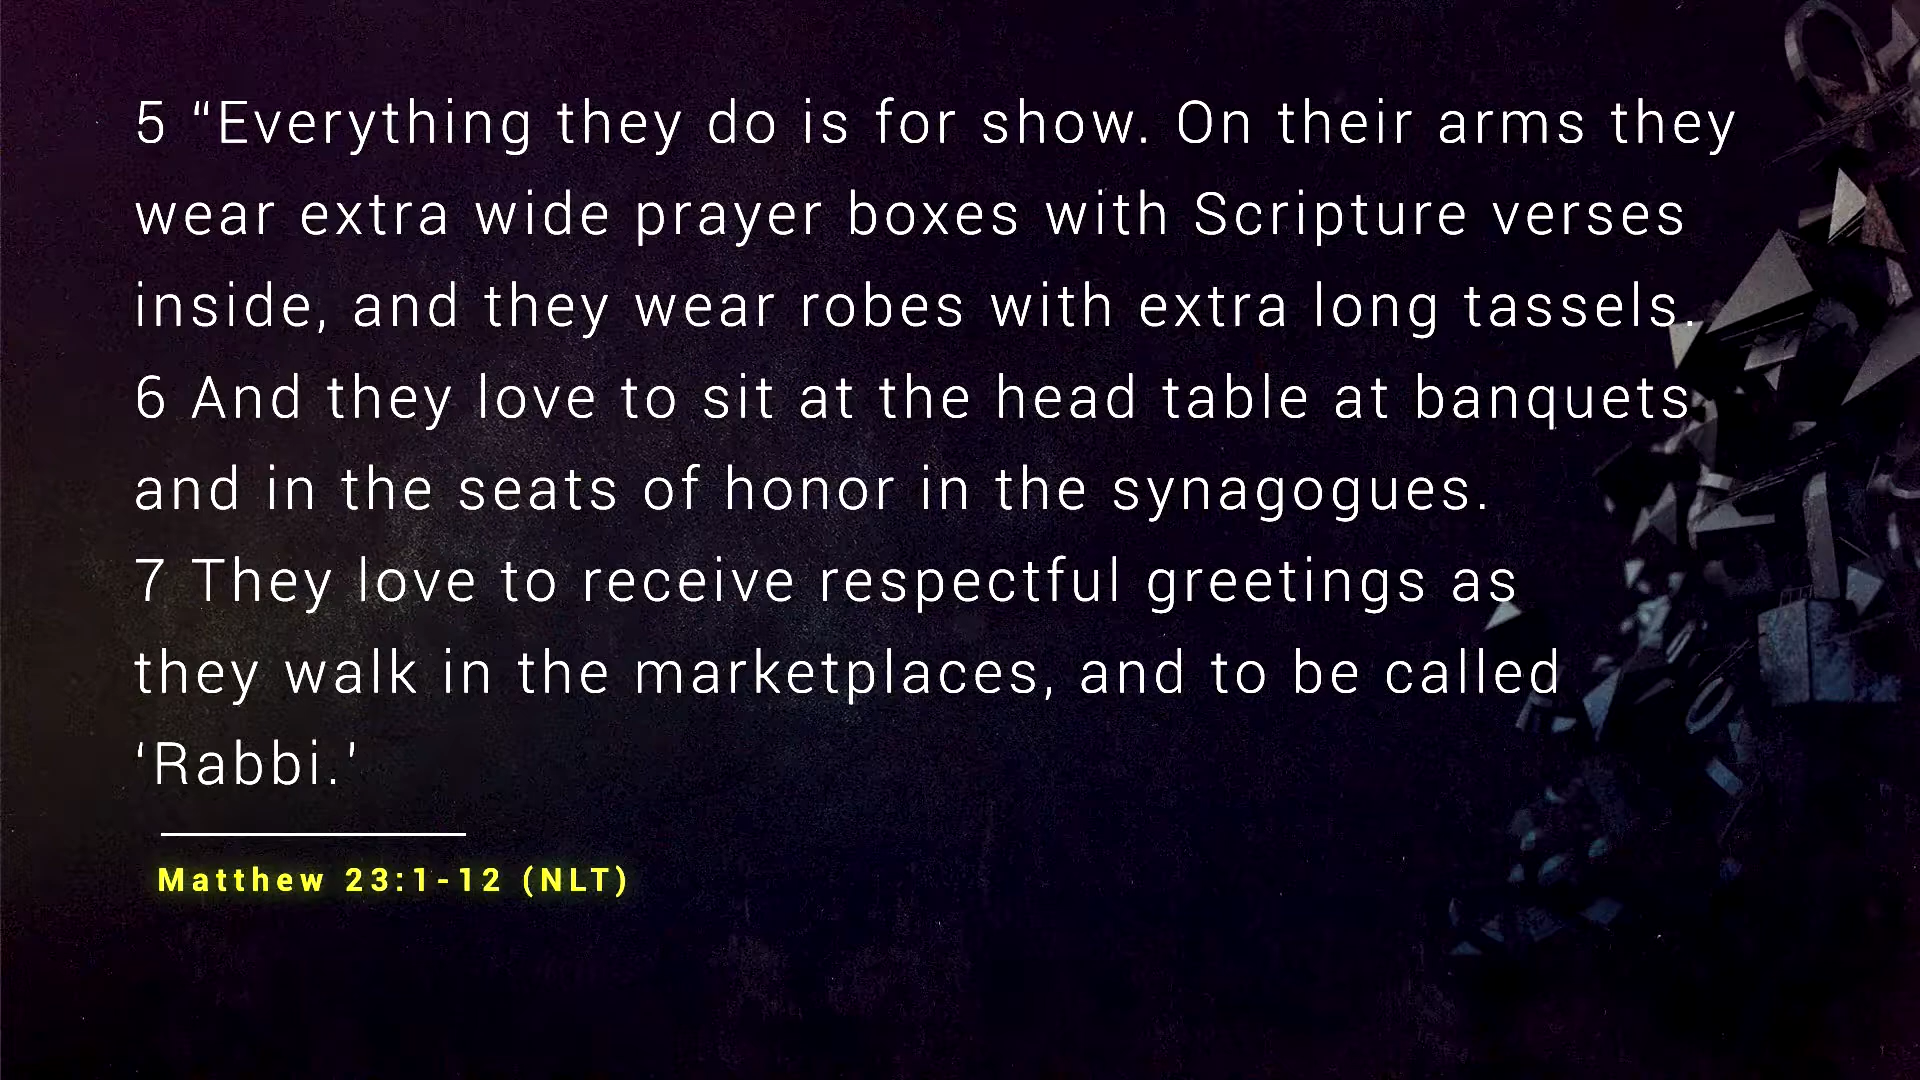 5 “Everything they do is for show. On their arms they
wear extra wide prayer boxes with Scripture verses
inside, and they wear robes with extra long tassels.
6 And they love to sit at the head table at banquets
and in the seats of honor in the synagogues.
7 They love to receive respectful greetings as
they walk in the marketplaces, and to be called
‘Rabbi.’
Matthew 23:1-12 (NLT)